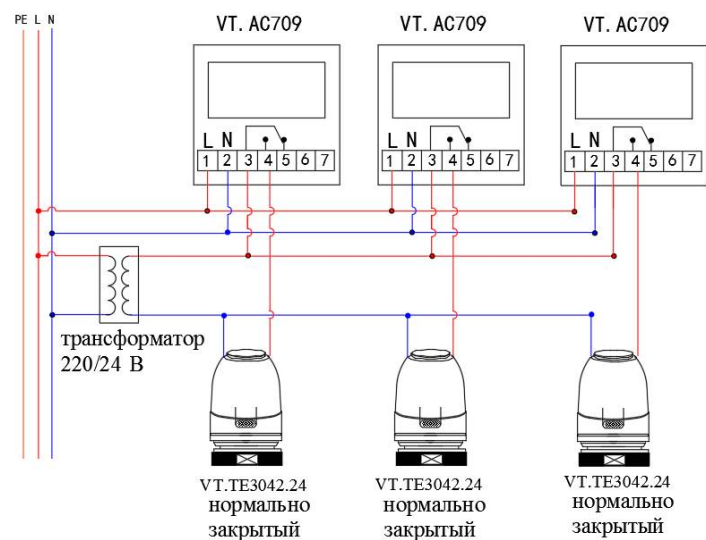 PE L N
VT. AC709
L N
1 2 3 4 5 6 7
VT. AC709
L N
1 2 3 4 5 6 7
VT. AC709
L N
1 2 3 4 5 6 7
трансформатор
220/24 В
VT.TE3042.24
нормально
закрытый
VT.TE3042.24
нормально
закрытый
VT.TE3042.24
нормально
закрытый